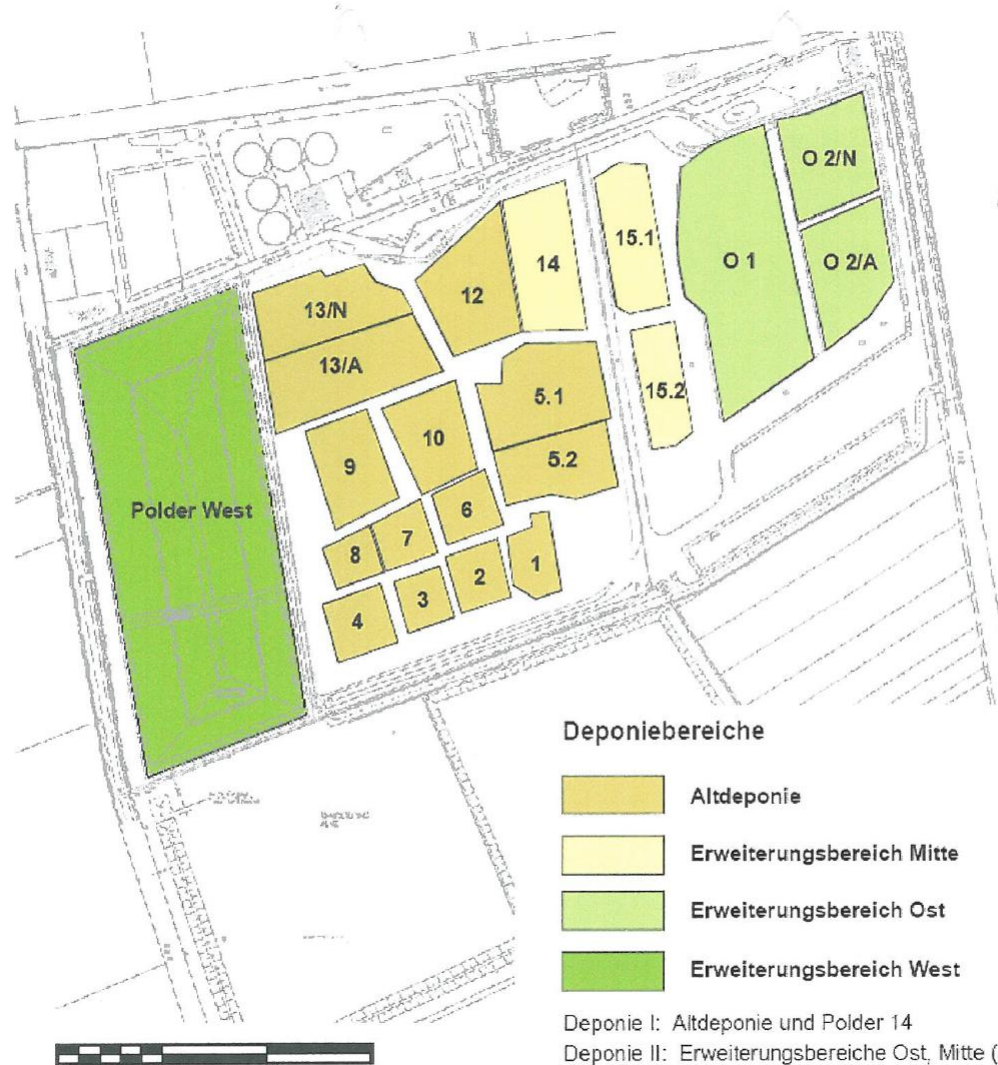 O 2/N
15.1
14
O 1
O 2/A
12
13/N
13/A
15.2
5.1
10
5.2
9
Polder West
6
7
8
1
2
3
4
Deponiebereiche
Altdeponie
Erweiterungsbereich Mitte
Erweiterungsbereich Ost
Erweiterungsbereich West
Deponie I: Altdeponie und Polder 14
Deponie II: Erweiterungsbereiche Ost, Mitte (